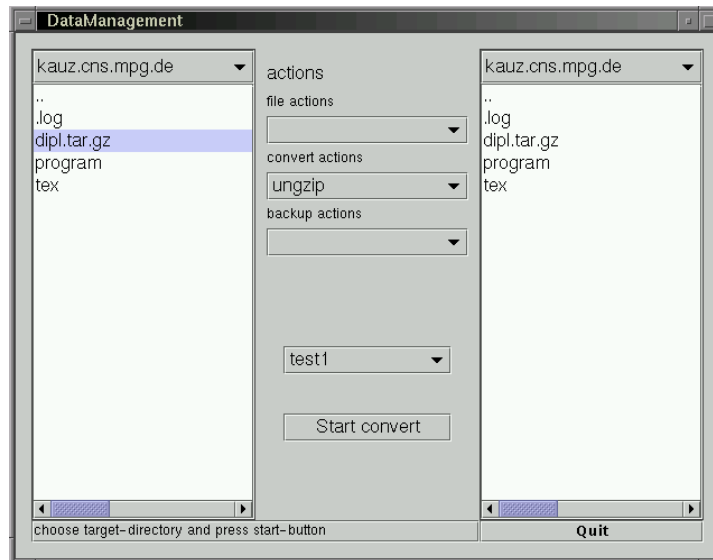 DataManagement
kauz.cns.mpg.de
..
.log
dipl.tar.gz
program
tex
actions
file actions
convert actions
ungzip
backup actions
test1
Start convert
kauz.cns.mpg.de
..
.log
dipl.tar.gz
program
tex
choose target-directory and press start-button
Quit